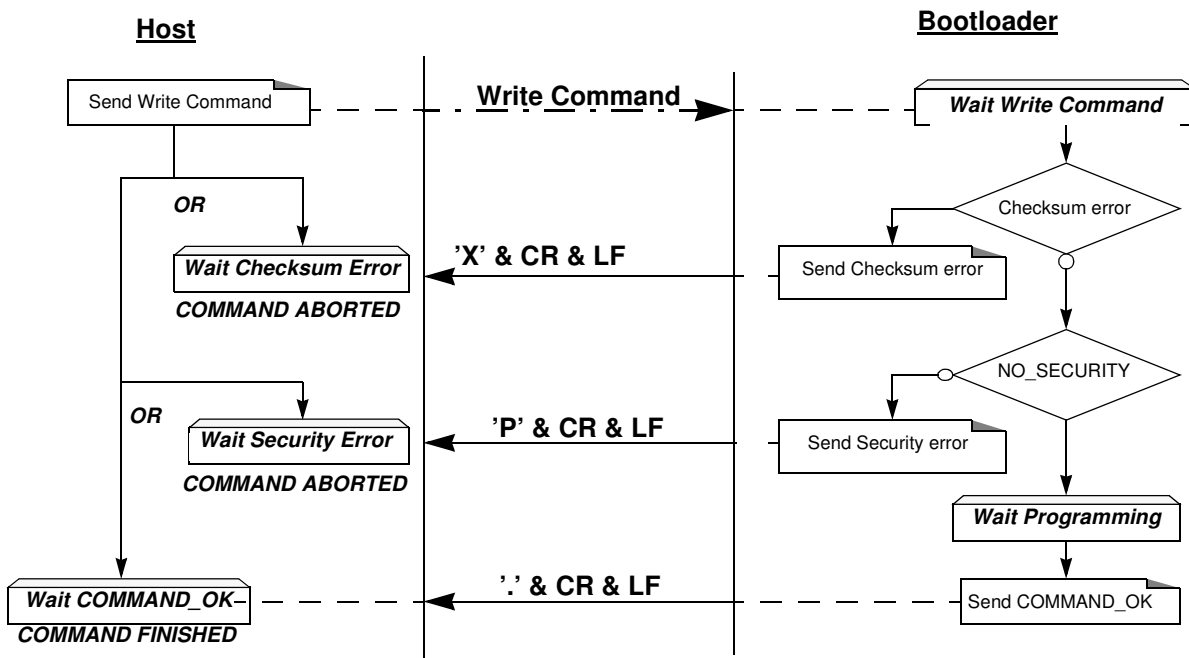 Host
Bootloader
Send Write Command
Write Command
Wait Write Command
OR
Checksum error
Wait Checksum Error
’X’ & CR & LF
Send Checksum error
COMMAND ABORTED
NO_SECURITY
OR
Wait Security Error
’P’ & CR & LF
Send Security error
COMMAND ABORTED
Wait Programming
Wait COMMAND_OK
’.’ & CR & LF
Send COMMAND_OK
COMMAND FINISHED